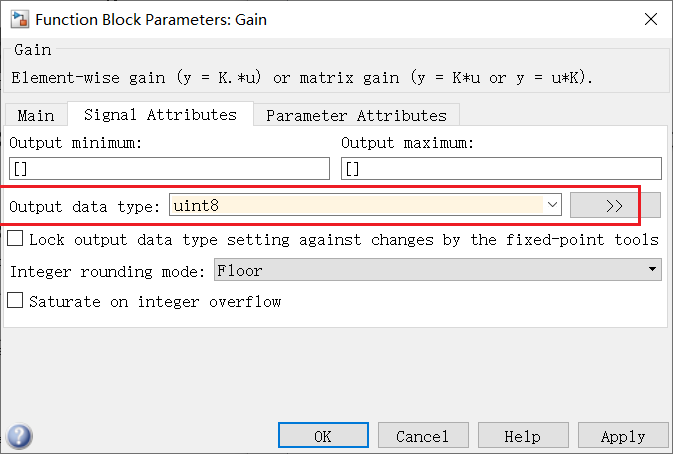 Function Block Parameters: Gain
Gain
Element-wise gain (y = K.*u) or matrix gain (y = K*u or y = u*K).
Main Signal Attributes Parameter Attributes
Output minimum: Output maximum:
[] []
Output data type: uint8 >>
Lock output data type setting against changes by the fixed-point tools
Integer rounding mode: Floor
Saturate on integer overflow
? OK Cancel Help Apply